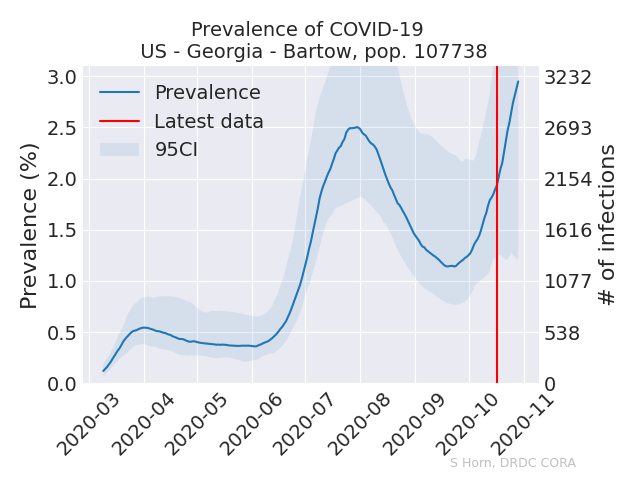 Prevalence of COVID-19
US - Georgia - Bartow, pop. 107738
Prevalence
Latest data
95CI
Prevalence (%)
3.0
2.5
2.0
1.5
1.0
0.5
0.0
3232
2693
2154
1616
1077
538
0
# of infections
2020-03
2020-04
2020-05
2020-06
2020-07
2020-08
2020-09
2020-10
2020-11
S Horn, DRDC CORA